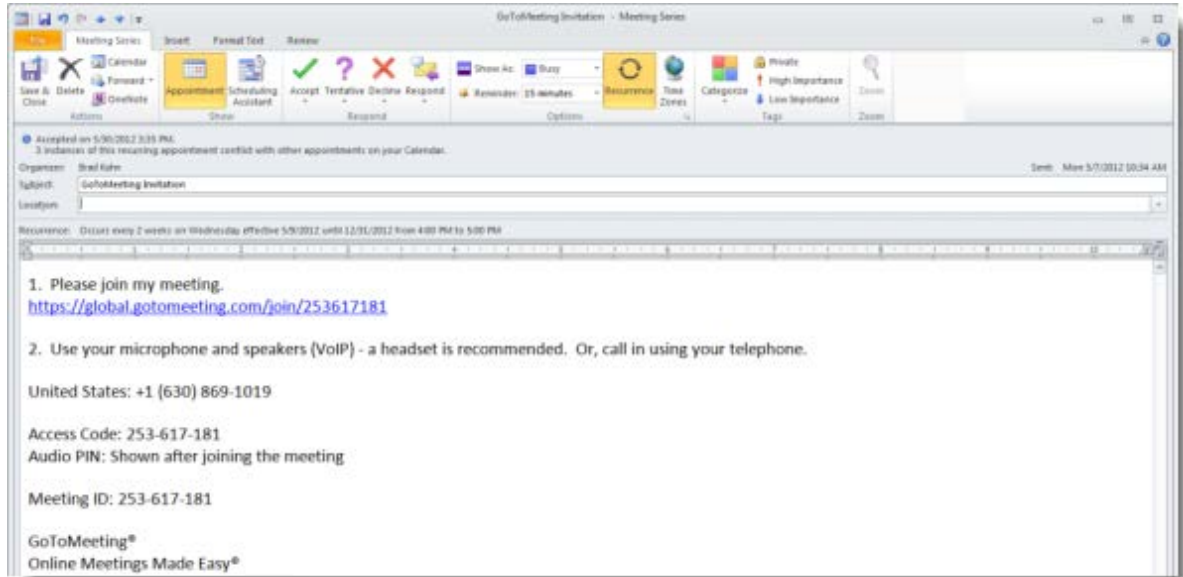 GoToMeeting Invitation - Meeting Series
File Meeting Series Insert Format Text Review
Save & Close
Delete
Calendar
Forward
OneNote
Actions
Appointment
Scheduling Assistant
Show
Accept
Tentative
Decline
Respond
Respond
Show As: Busy
Reminder: 15 minutes
Recurrence
Time Zones
Options
Categorize
Private
High Importance
Low Importance
Tags
Zoom
Zoom
Accepted on 5/30/2012 3:35 PM.
3 instances of this recurring appointment conflict with other appointments on your Calendar.
Organizer: Brad Kuhn Sent: Mon 5/7/2012 10:34 AM
Subject: GoToMeeting Invitation
Location:
Recurrence: Occurs every 2 weeks on Wednesday effective 5/9/2012 until 12/31/2012 from 4:00 PM to 5:00 PM
1. Please join my meeting.
https://global.gotomeeting.com/join/253617181
2. Use your microphone and speakers (VoIP) - a headset is recommended. Or, call in using your telephone.
United States: +1 (630) 869-1019
Access Code: 253-617-181
Audio PIN: Shown after joining the meeting
Meeting ID: 253-617-181
GoToMeeting®
Online Meetings Made Easy®